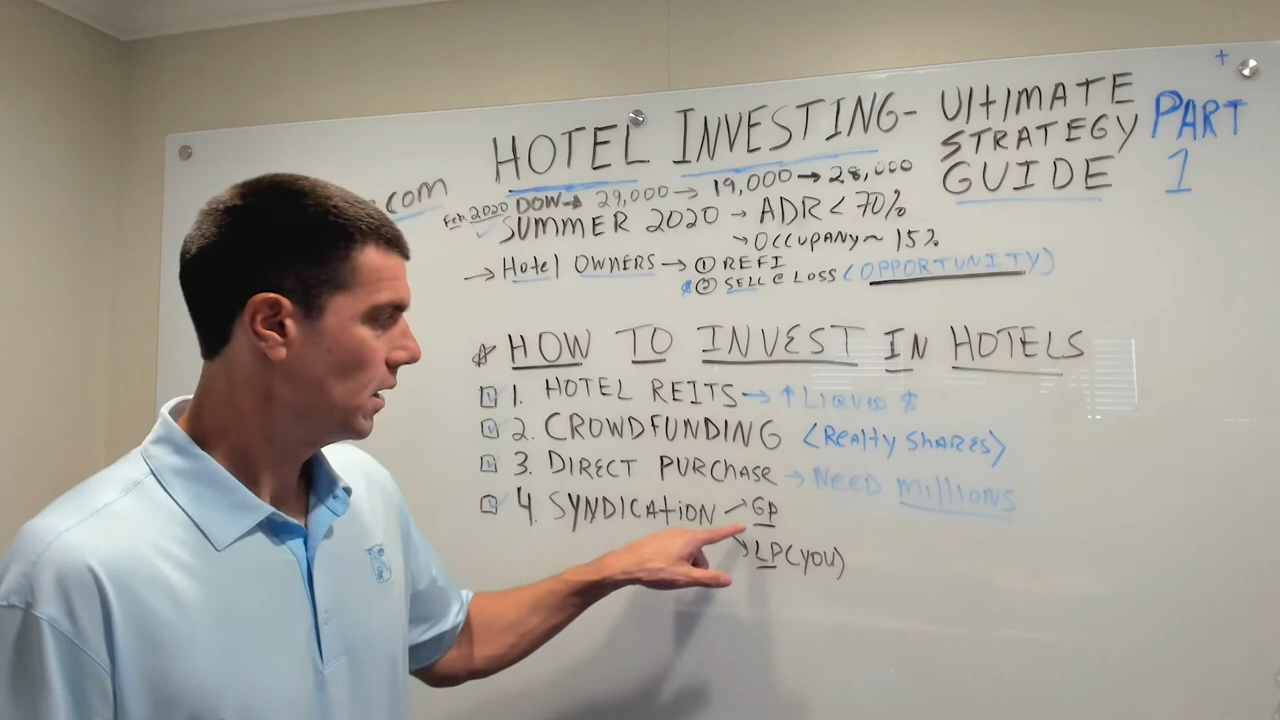 HOTEL INVESTING- ULTIMATE STRATEGY GUIDE PART 1
.com
Feb. 2020 DOW → 29,000 → 19,000 → 28,000
SUMMER 2020 → ADR < 70%
→ OCCUPANY ~ 15%
→ Hotel OWNERS → ① REFI
$ ② SELL @ LOSS (OPPORTUNITY)
HOW TO INVEST IN HOTELS
1. HOTEL REITS → ↑ LIQUID $
2. CROWDFUNDING <Realty SHARES>
3. DIRECT PURCHASE → NEED MILLIONS
4. SYNDICATION → GP
→ LP (YOU)